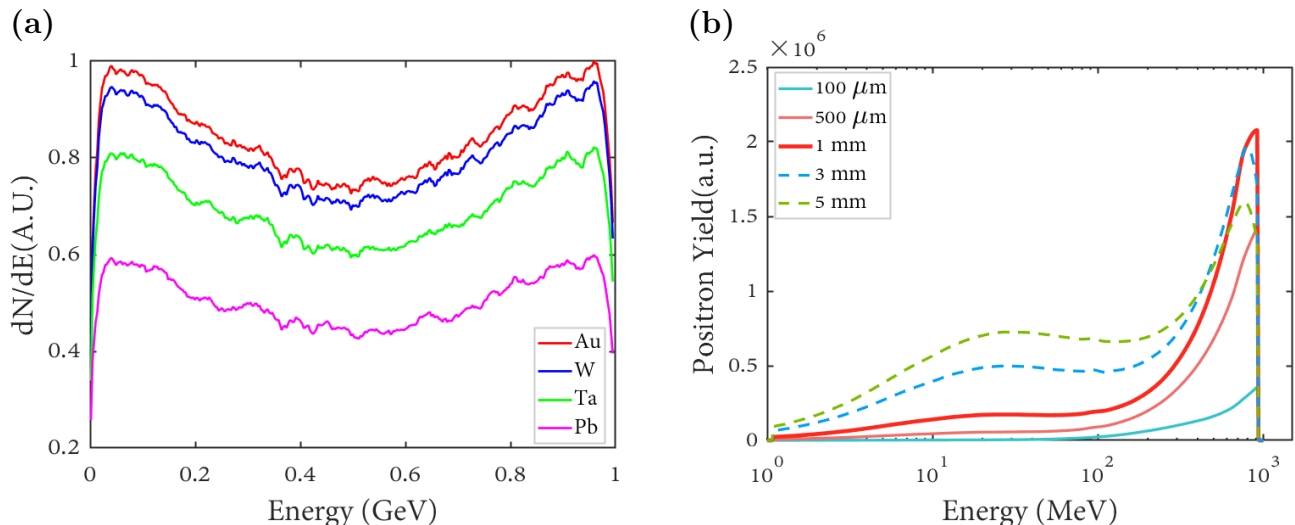 (a)
1
0.8
0.6
0.4
0.2
dN/dE(A.U.)
0 0.2 0.4 0.6 0.8 1
Energy (GeV)
Au
W
Ta
Pb
(b)
×10⁶
2.5
2
1.5
1
0.5
0
Positron Yield(a.u.)
10⁰ 10¹ 10² 10³
Energy (MeV)
100 μm
500 μm
1 mm
3 mm
5 mm